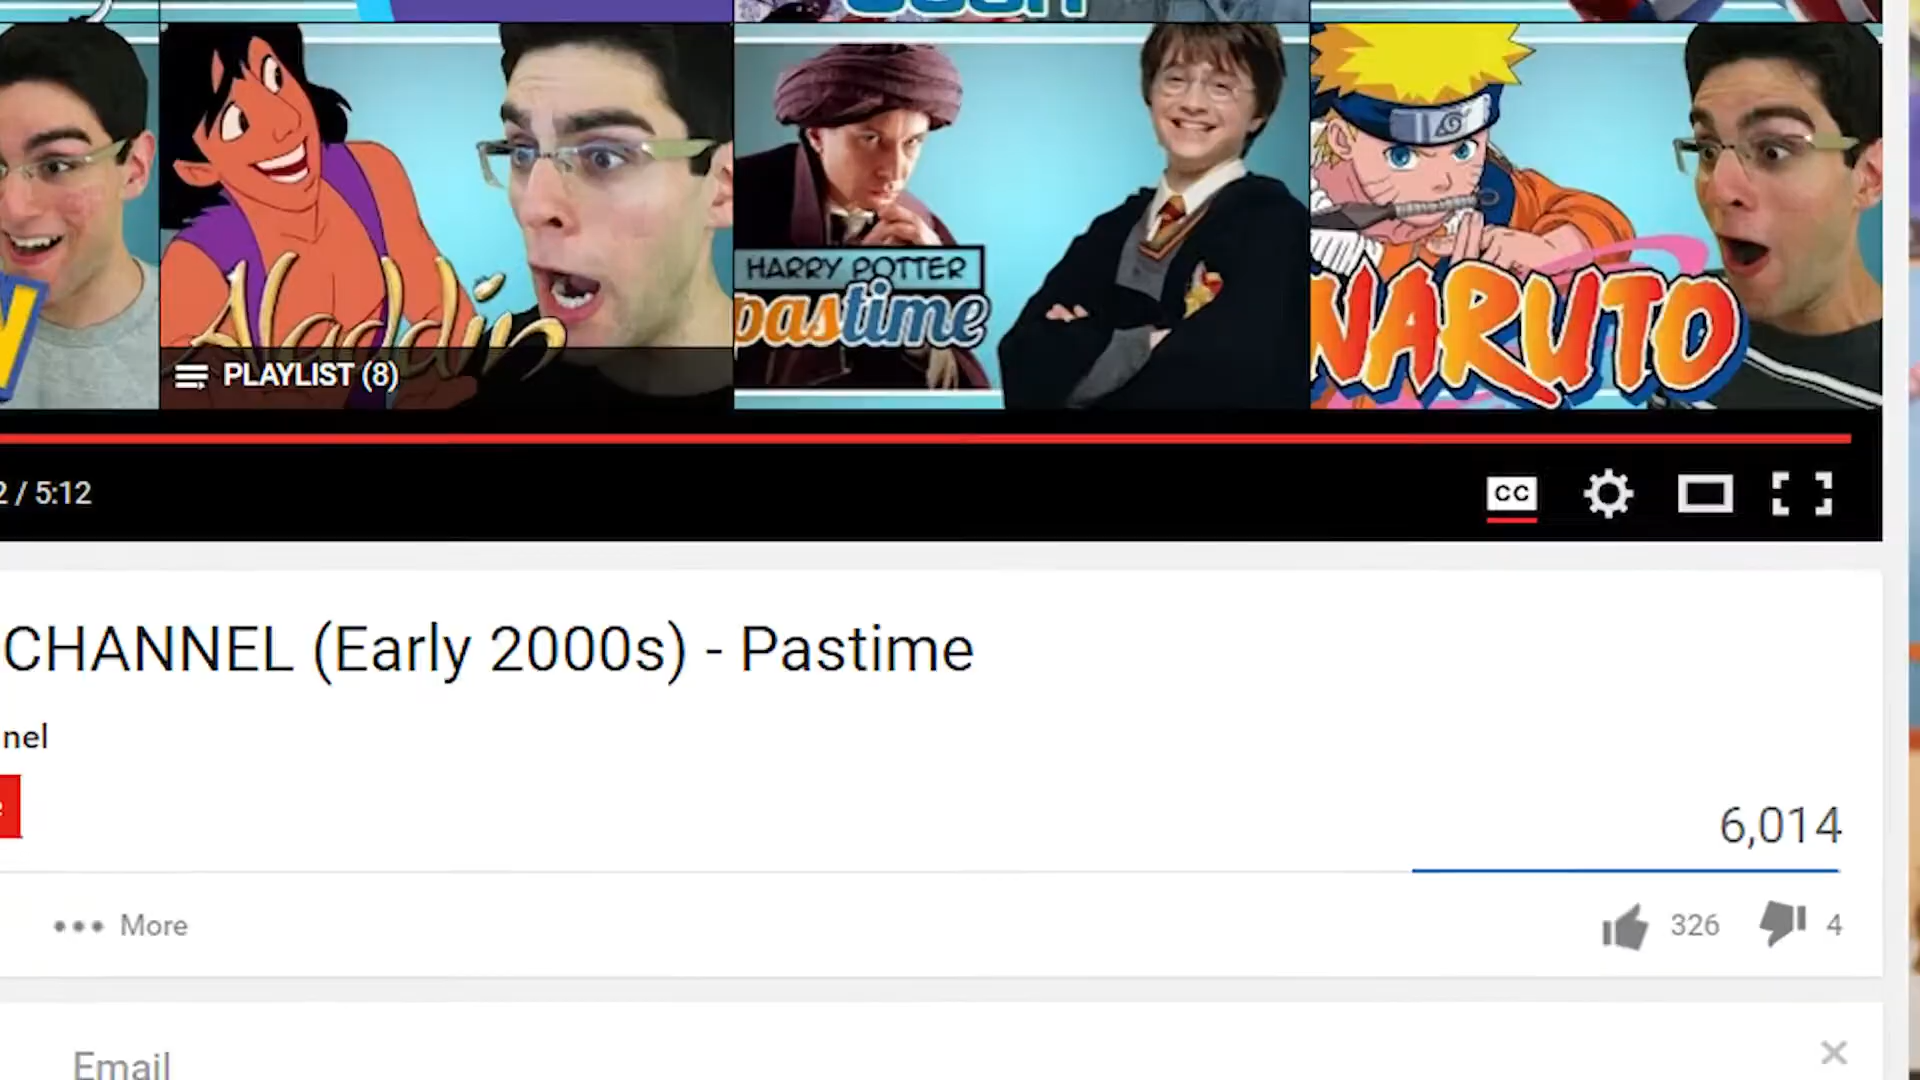 Aladdin
PLAYLIST (8)
HARRY POTTER
pastime
NARUTO
2 / 5:12
CC
CHANNEL (Early 2000s) - Pastime
nel
6,014
More
326
4
Email